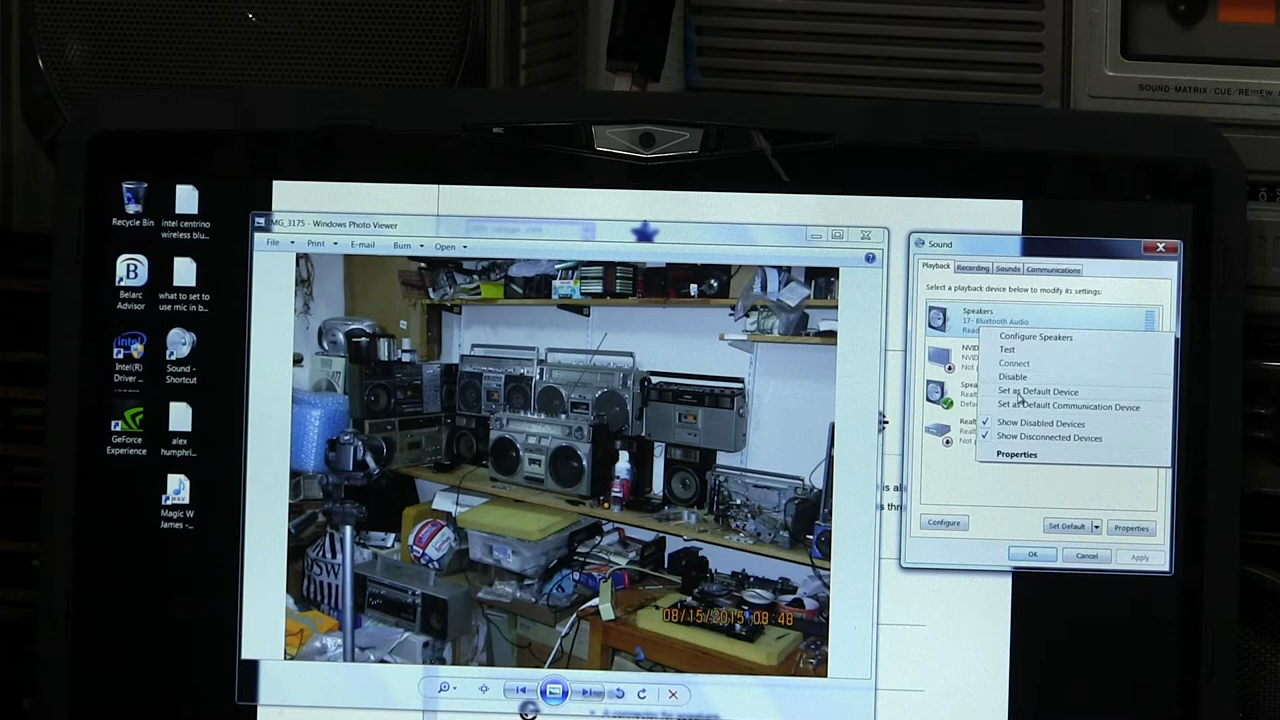 SOUND-MATRIX/CUE/REVIEW
MIC
Recycle Bin
intel centrino
wireless blu...
Belarc
Advisor
what to set
to use mic in b...
Intel(R)
Driver ...
Sound -
Shortcut
GeForce
Experience
alex
humphri...
WAV
Magic W
James -...
IMG_3175 - Windows Photo Viewer
File Print E-mail Burn Open
08/15/2015 08:48
Sound
Playback Recording Sounds Communications
Select a playback device below to modify its settings:
Speakers
17- Bluetooth Audio
Configure Speakers
Test
Connect
Disable
Set as Default Device
Set as Default Communication Device
Show Disabled Devices
Show Disconnected Devices
Properties
Configure Set Default Properties
OK Cancel Apply